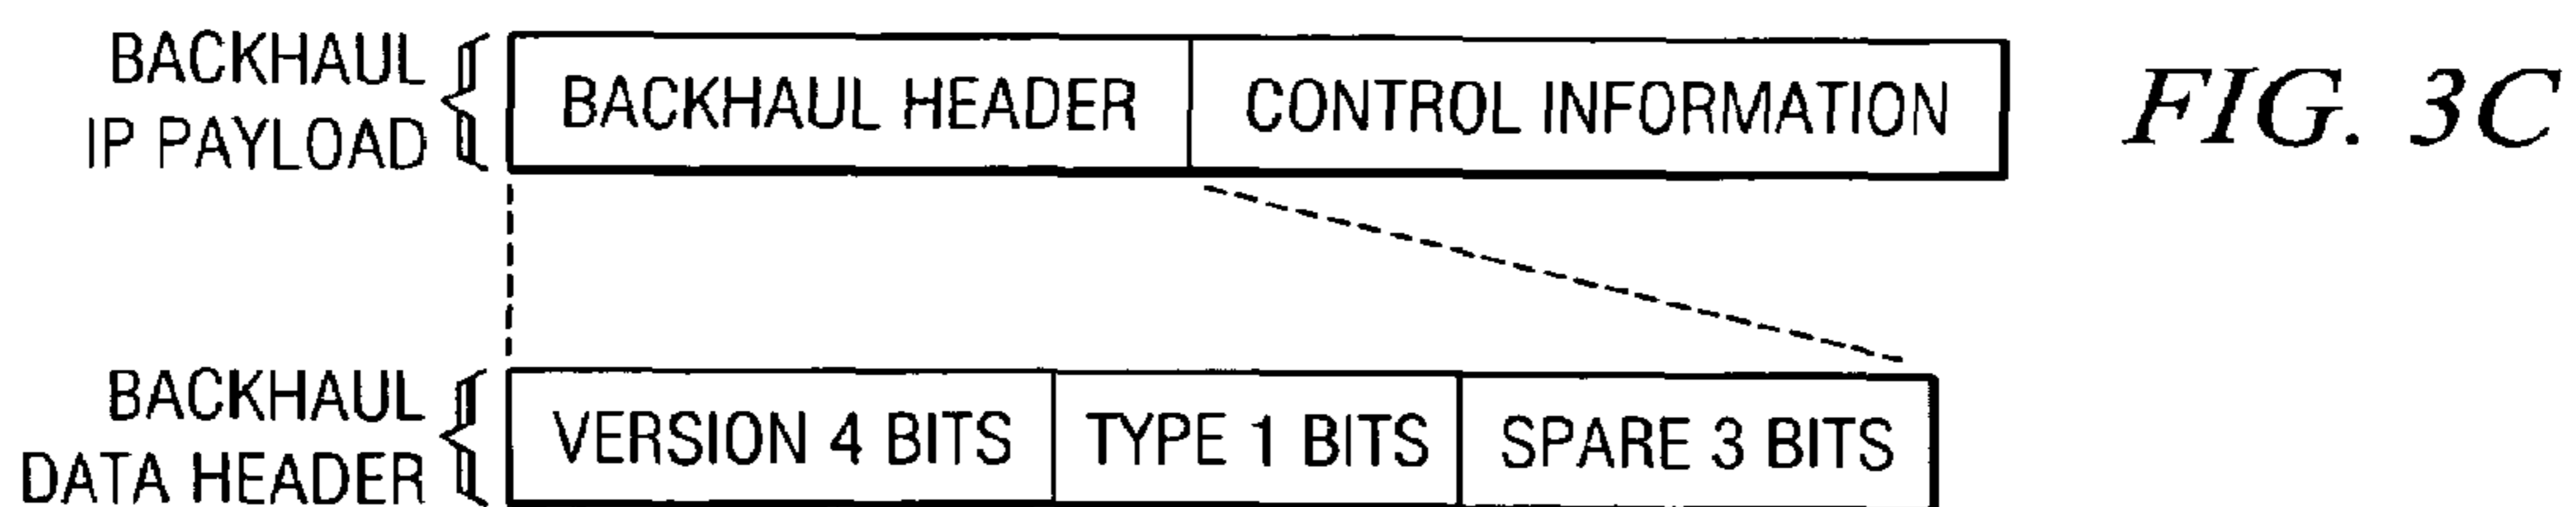 BACKHAUL
IP PAYLOAD
BACKHAUL HEADER
CONTROL INFORMATION
FIG. 3C
BACKHAUL
DATA HEADER
VERSION 4 BITS
TYPE 1 BITS
SPARE 3 BITS